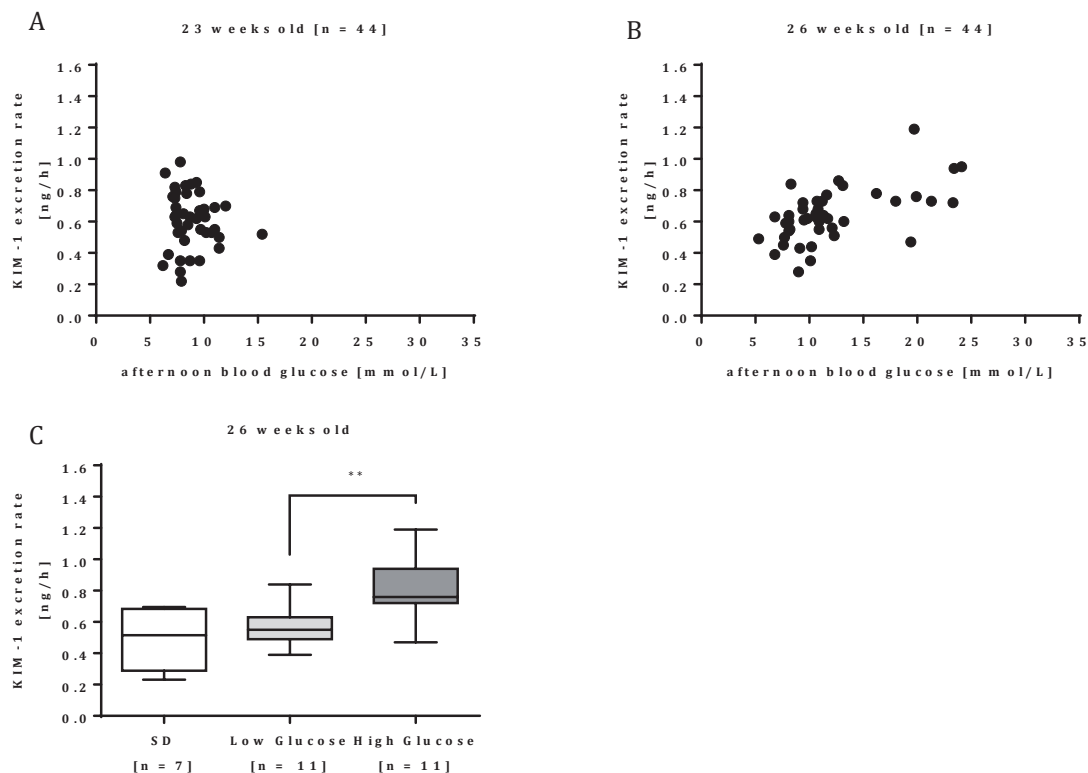 A
23 weeks old [n = 44]
KIM-1 excretion rate
[ng/h]
1.6
1.4
1.2
1.0
0.8
0.6
0.4
0.2
0.0
0 5 10 15 20 25 30 35
afternoon blood glucose [mmol/L]
B
26 weeks old [n = 44]
KIM-1 excretion rate
[ng/h]
1.6
1.4
1.2
1.0
0.8
0.6
0.4
0.2
0.0
0 5 10 15 20 25 30 35
afternoon blood glucose [mmol/L]
C
26 weeks old
KIM-1 excretion rate
[ng/h]
1.6
1.4
1.2
1.0
0.8
0.6
0.4
0.2
0.0
**
SD Low Glucose High Glucose
[n = 7] [n = 11] [n = 11]